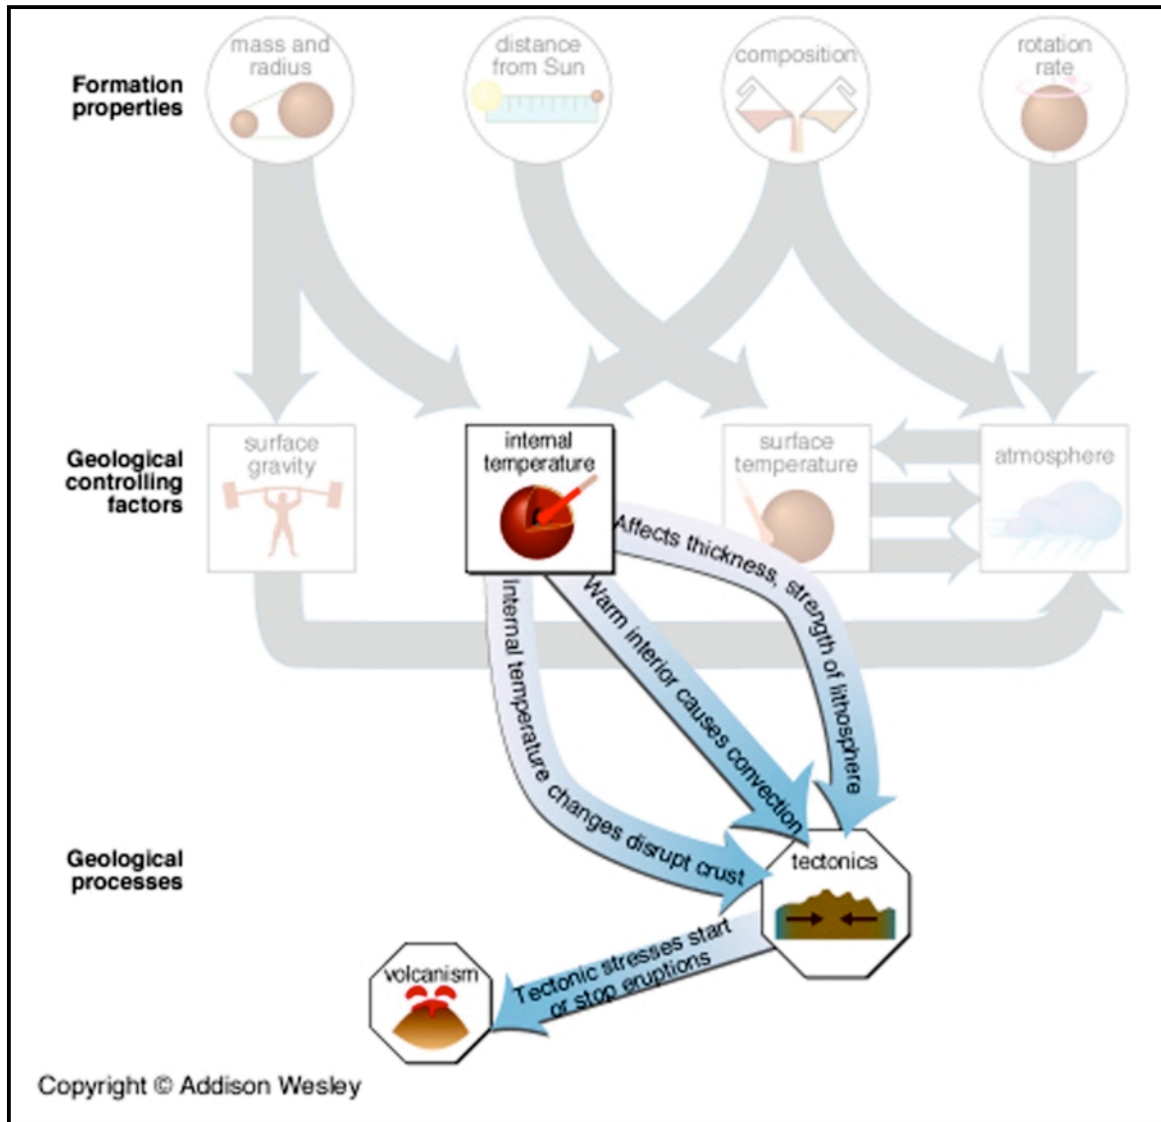 mass and
radius
distance
from Sun
composition
rotation
rate
Formation
properties
surface
gravity
internal
temperature
surface
temperature
atmosphere
Geological
controlling
factors
Affects thickness, strength of lithosphere
Warm interior causes convection
Internal temperature changes disrupt crust
Geological
processes
tectonics
Tectonic stresses start
or stop eruptions
volcanism
Copyright © Addison Wesley